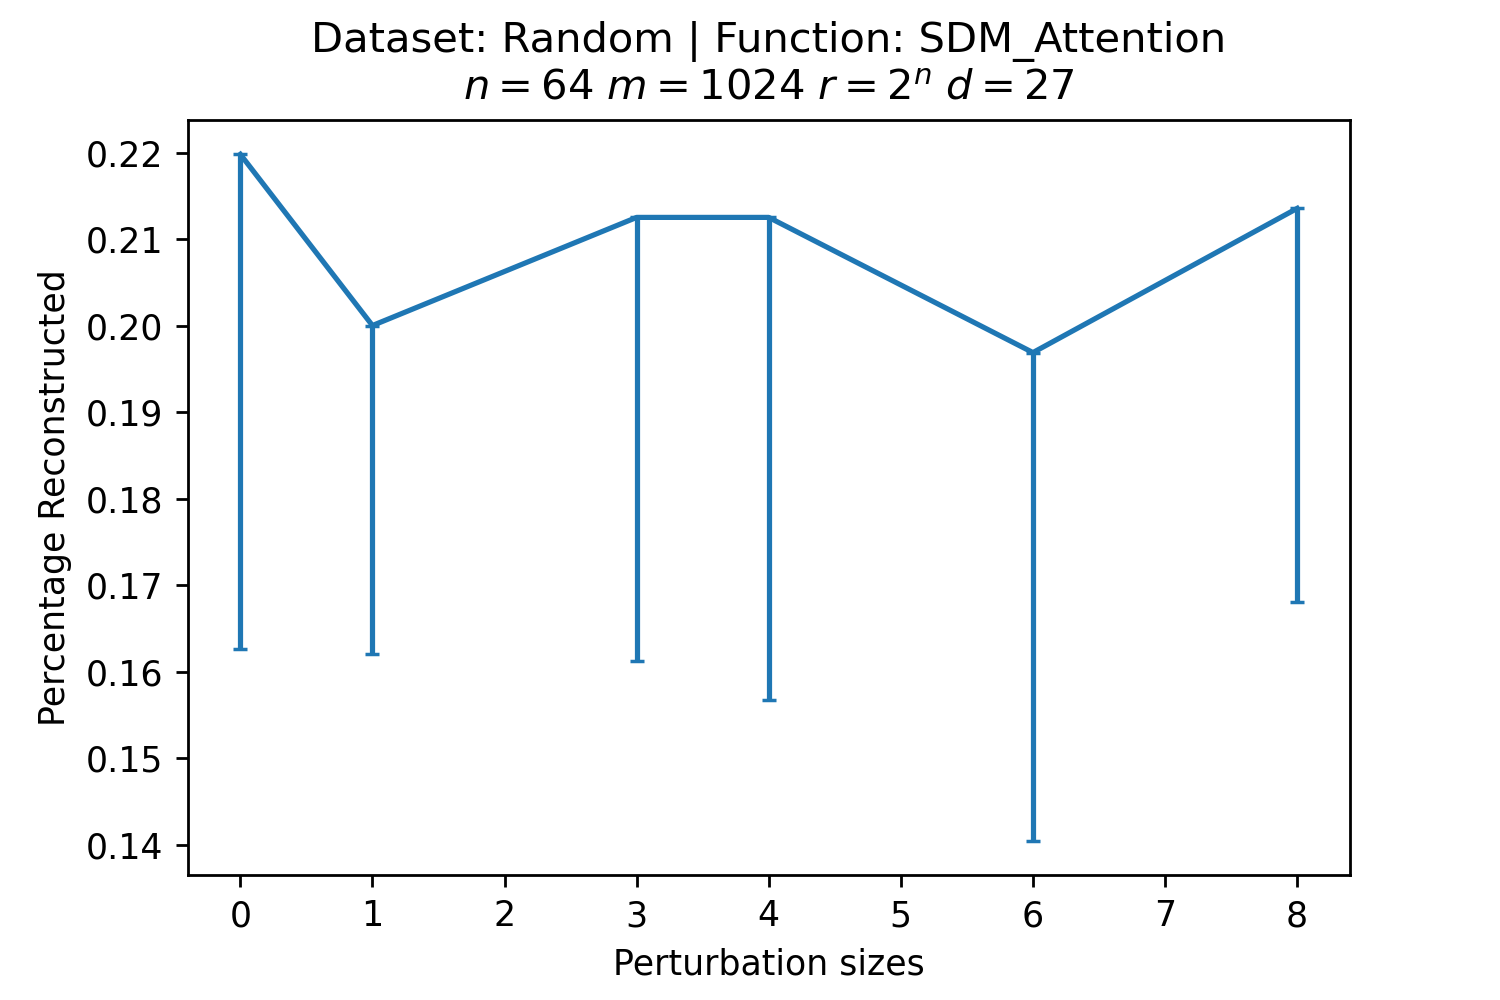 Dataset: Random | Function: SDM_Attention
n = 64 m = 1024 r = 2ⁿ d = 27
0.22
0.21
0.20
0.19
0.18
0.17
0.16
0.15
0.14
Percentage Reconstructed
0 1 2 3 4 5 6 7 8
Perturbation sizes